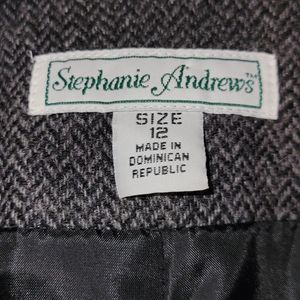 Stephanie Andrews™
SIZE
12
MADE IN
DOMINICAN
REPUBLIC